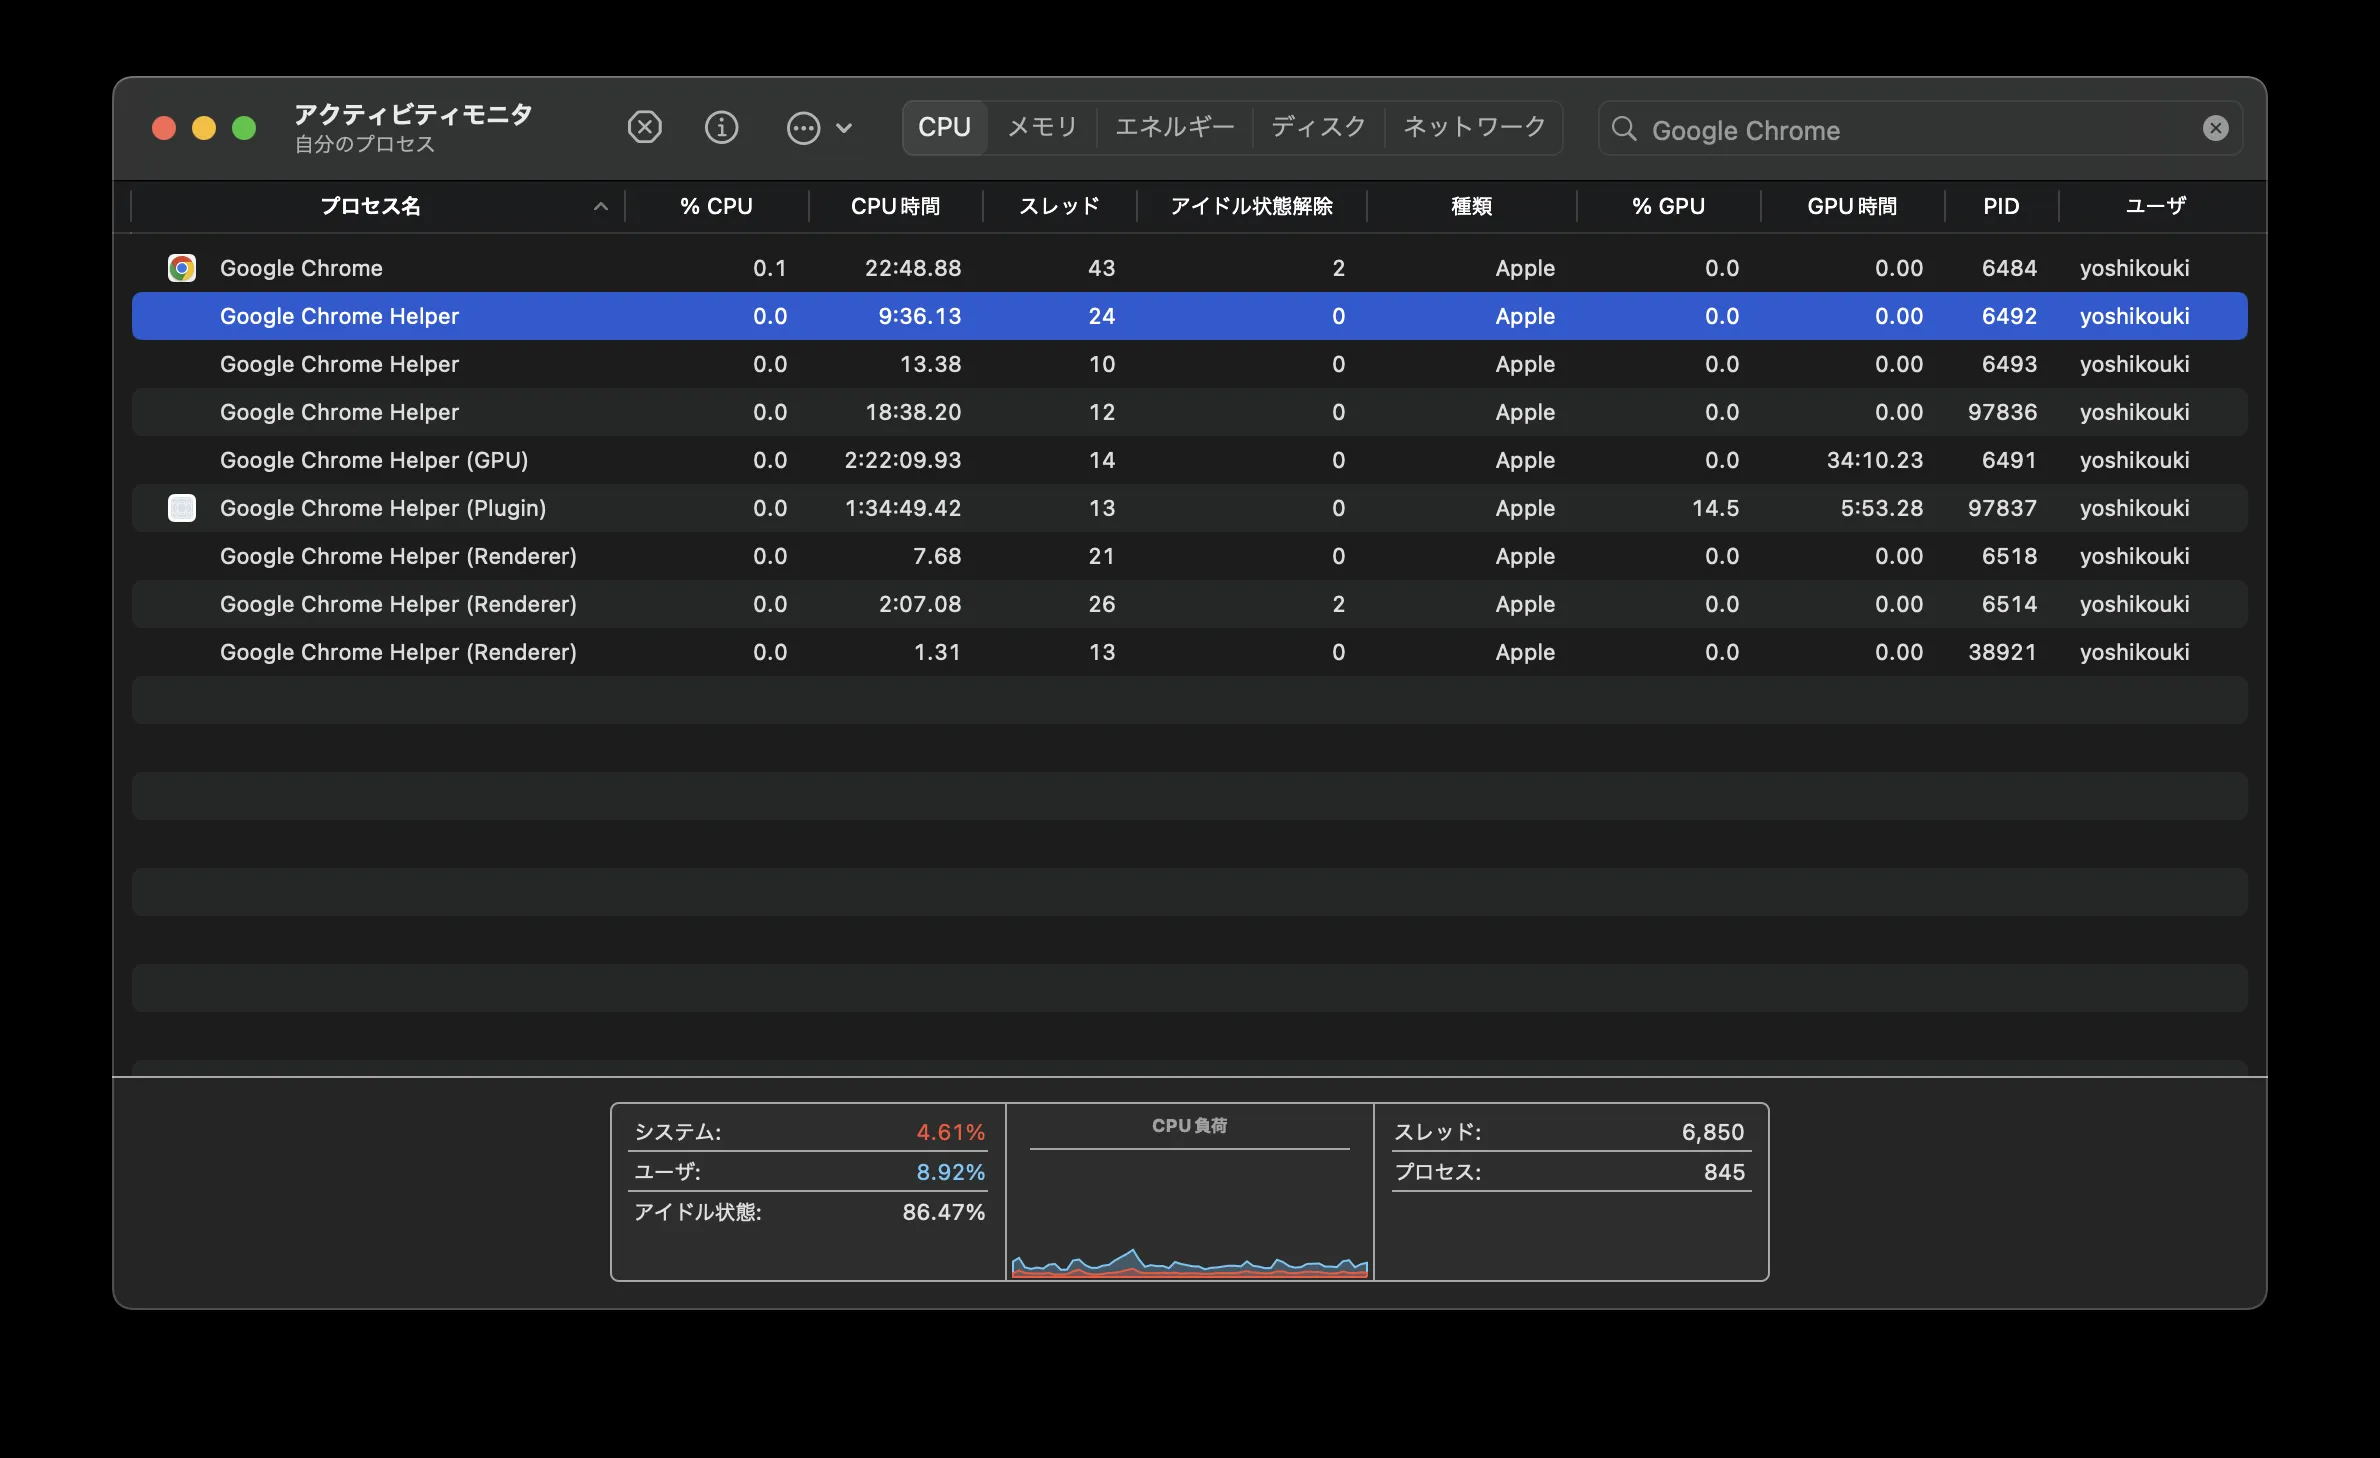 アクティビティモニタ
自分のプロセス
CPU メモリ エネルギー ディスク ネットワーク
Google Chrome
プロセス名 % CPU CPU時間 スレッド アイドル状態解除 種類 % GPU GPU時間 PID ユーザ
Google Chrome 0.1 22:48.88 43 2 Apple 0.0 0.00 6484 yoshikouki
Google Chrome Helper 0.0 9:36.13 24 0 Apple 0.0 0.00 6492 yoshikouki
Google Chrome Helper 0.0 13.38 10 0 Apple 0.0 0.00 6493 yoshikouki
Google Chrome Helper 0.0 18:38.20 12 0 Apple 0.0 0.00 97836 yoshikouki
Google Chrome Helper (GPU) 0.0 2:22:09.93 14 0 Apple 0.0 34:10.23 6491 yoshikouki
Google Chrome Helper (Plugin) 0.0 1:34:49.42 13 0 Apple 14.5 5:53.28 97837 yoshikouki
Google Chrome Helper (Renderer) 0.0 7.68 21 0 Apple 0.0 0.00 6518 yoshikouki
Google Chrome Helper (Renderer) 0.0 2:07.08 26 2 Apple 0.0 0.00 6514 yoshikouki
Google Chrome Helper (Renderer) 0.0 1.31 13 0 Apple 0.0 0.00 38921 yoshikouki
システム: 4.61%
ユーザ: 8.92%
アイドル状態: 86.47%
CPU負荷
スレッド: 6,850
プロセス: 845